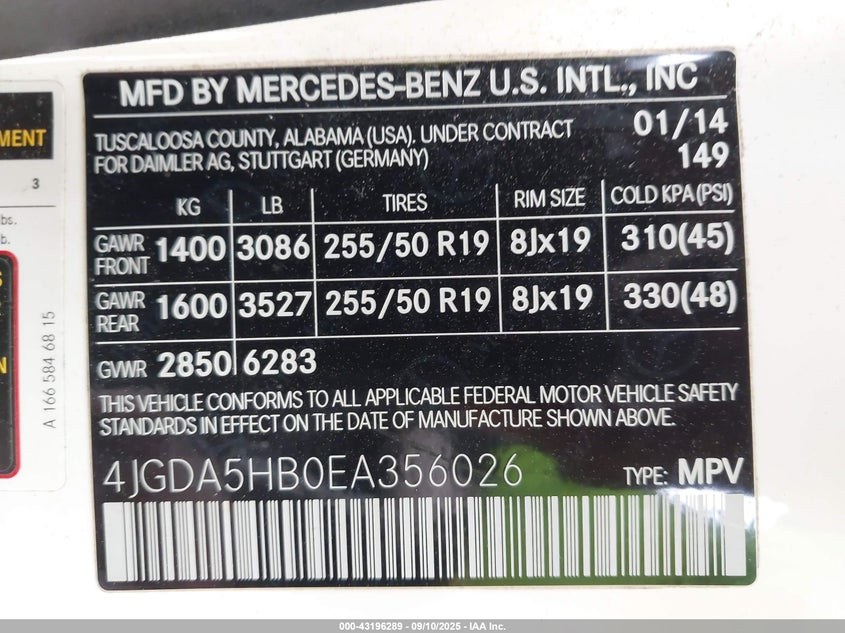 MFD BY MERCEDES-BENZ U.S. INTL., INC
TUSCALOOSA COUNTY, ALABAMA (USA). UNDER CONTRACT 01/14
FOR DAIMLER AG, STUTTGART (GERMANY) 149
KG LB TIRES RIM SIZE COLD KPA (PSI)
GAWR FRONT 1400 3086 255/50 R19 8Jx19 310(45)
GAWR REAR 1600 3527 255/50 R19 8Jx19 330(48)
GVWR 2850 6283
THIS VEHICLE CONFORMS TO ALL APPLICABLE FEDERAL MOTOR VEHICLE SAFETY
STANDARDS IN EFFECT ON THE DATE OF MANUFACTURE SHOWN ABOVE.
4JGDA5HB0EA356026 TYPE: MPV
3
lbs.
lb.
A 166 584 68 15
000-43196289 - 09/10/2025 - IAA Inc.